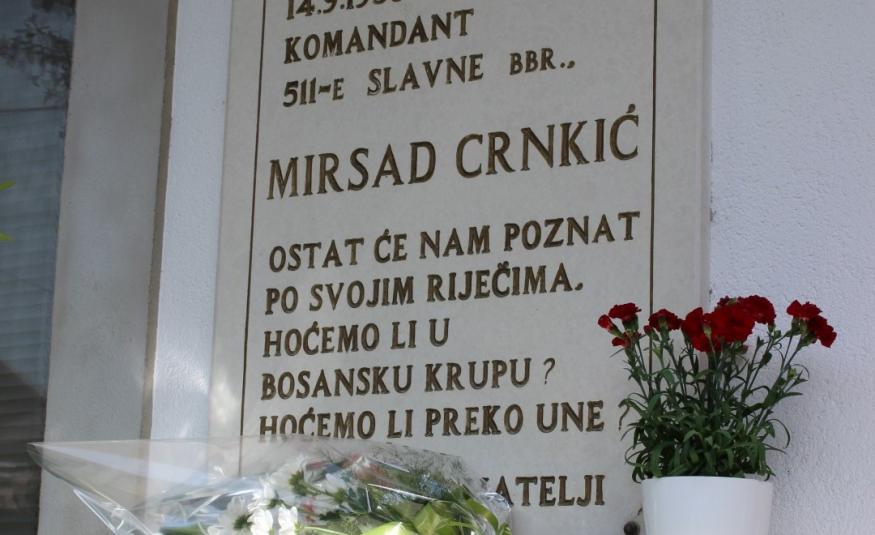 KOMANDANT
511-E SLAVNE BBR.,
MIRSAD CRNKIĆ
OSTAT ĆE NAM POZNAT
PO SVOJIM RIJEČIMA.
HOĆEMO LI U
BOSANSKU KRUPU?
HOĆEMO LI PREKO UNE?